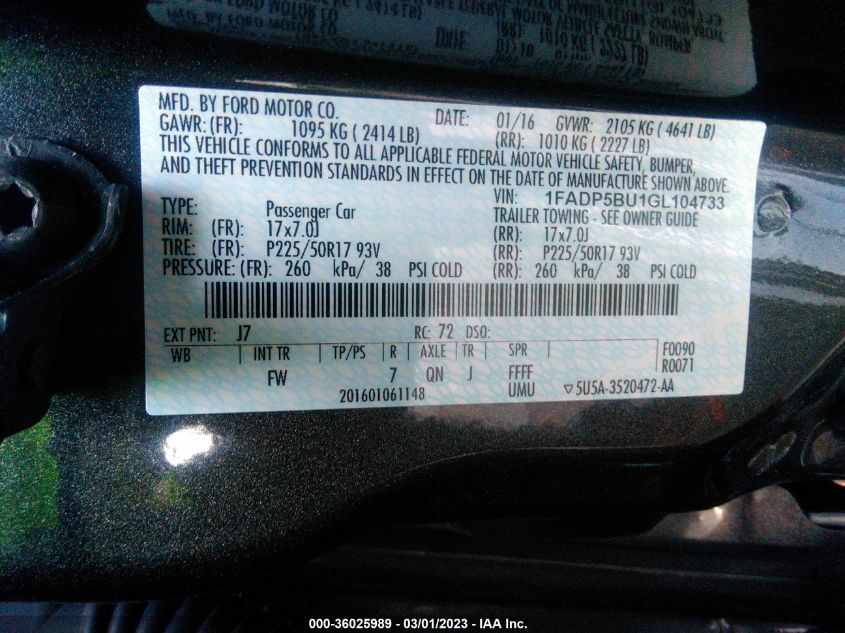 MFD. BY FORD MOTOR CO. DATE: 01/16 GVWR: 2105 KG ( 4641 LB)
GAWR: (FR): 1095 KG ( 2414 LB) (RR): 1010 KG ( 2227 LB)
THIS VEHICLE CONFORMS TO ALL APPLICABLE FEDERAL MOTOR VEHICLE SAFETY, BUMPER,
AND THEFT PREVENTION STANDARDS IN EFFECT ON THE DATE OF MANUFACTURE SHOWN ABOVE.
VIN: 1FADP5BU1GL104733
TYPE: Passenger Car TRAILER TOWING - SEE OWNER GUIDE
RIM: (FR): 17x7.0J (RR): 17x7.0J
TIRE: (FR): P225/50R17 93V (RR): P225/50R17 93V
PRESSURE: (FR): 260 kPa/ 38 PSI COLD (RR): 260 kPa/ 38 PSI COLD
EXT PNT: J7 RC: 72 DSO:
WB INT TR TP/PS R AXLE TR SPR F0090
R0071
FW 7 QN J FFFF
201601061148 UMU ▽5U5A-3520472-AA
000-36025989 - 03/01/2023 - IAA Inc.